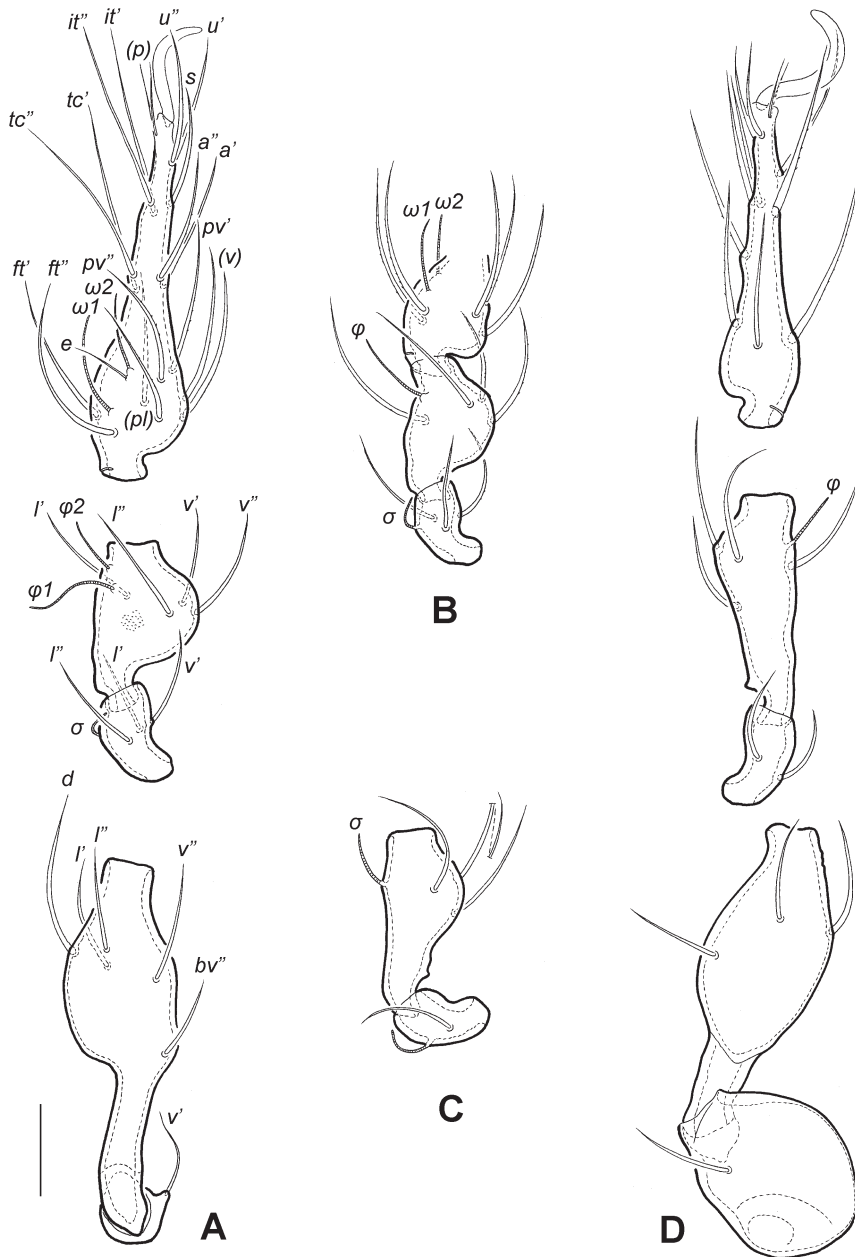 it” it’ u” u’
(p)
s
tc” tc’
a” a’
pv’
(v)
pv”
ft’ ft”
ω2
ω1
e
(pl)
l’ φ2 l” v’ v”
φ1
l” l’ v’
σ
d
l’ l” v”
bv”
v’
A
ω1 ω2
φ
σ
B
σ
C
φ
D